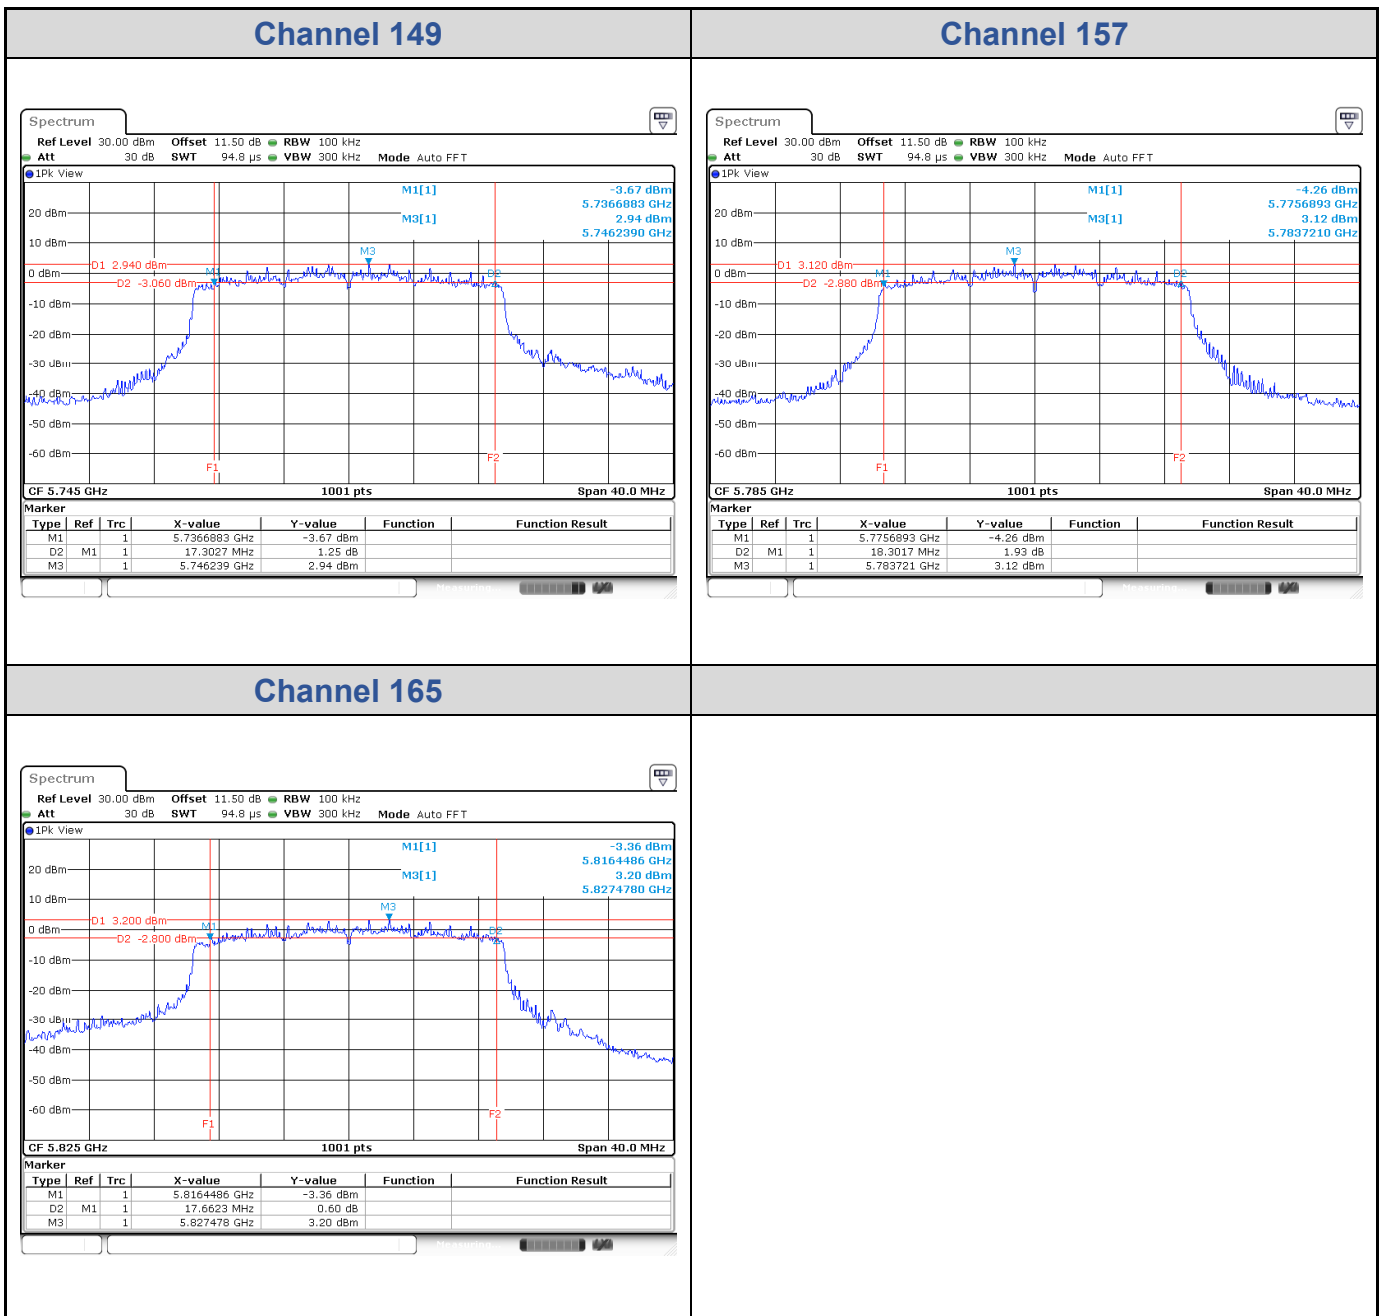 Channel 149
Channel 157
Spectrum
Ref Level 30.00 dBm Offset 11.50 dB RBW 100 kHz
Att 30 dB SWT 94.8 µs VBW 300 kHz Mode Auto FFT
1Pk View
M1[1] -3.67 dBm
5.7366883 GHz
M3[1] 2.94 dBm
5.7462390 GHz
20 dBm
10 dBm
M3
D1 2.940 dBm
0 dBm
M1
D2
D2 -3.060 dBm
-10 dBm
-20 dBm
-30 dBm
-40 dBm
-50 dBm
-60 dBm
F1
F2
CF 5.745 GHz 1001 pts Span 40.0 MHz
Marker
Type Ref Trc X-value Y-value Function Function Result
M1 1 5.7366883 GHz -3.67 dBm
D2 M1 1 17.3027 MHz 1.25 dB
M3 1 5.746239 GHz 2.94 dBm
Measuring...
Spectrum
Ref Level 30.00 dBm Offset 11.50 dB RBW 100 kHz
Att 30 dB SWT 94.8 µs VBW 300 kHz Mode Auto FFT
1Pk View
M1[1] -4.26 dBm
5.7756893 GHz
M3[1] 3.12 dBm
5.7837210 GHz
20 dBm
10 dBm
M3
D1 3.120 dBm
0 dBm
M1
D2
D2 -2.880 dBm
-10 dBm
-20 dBm
-30 dBm
-40 dBm
-50 dBm
-60 dBm
F1
F2
CF 5.785 GHz 1001 pts Span 40.0 MHz
Marker
Type Ref Trc X-value Y-value Function Function Result
M1 1 5.7756893 GHz -4.26 dBm
D2 M1 1 18.3017 MHz 1.93 dB
M3 1 5.783721 GHz 3.12 dBm
Measuring...
Channel 165
Spectrum
Ref Level 30.00 dBm Offset 11.50 dB RBW 100 kHz
Att 30 dB SWT 94.8 µs VBW 300 kHz Mode Auto FFT
1Pk View
M1[1] -3.36 dBm
5.8164486 GHz
M3[1] 3.20 dBm
5.8274780 GHz
20 dBm
10 dBm
M3
D1 3.200 dBm
0 dBm
M1
D2
D2 -2.800 dBm
-10 dBm
-20 dBm
-30 dBm
-40 dBm
-50 dBm
-60 dBm
F1
F2
CF 5.825 GHz 1001 pts Span 40.0 MHz
Marker
Type Ref Trc X-value Y-value Function Function Result
M1 1 5.8164486 GHz -3.36 dBm
D2 M1 1 17.6623 MHz 0.60 dB
M3 1 5.827478 GHz 3.20 dBm
Measuring...